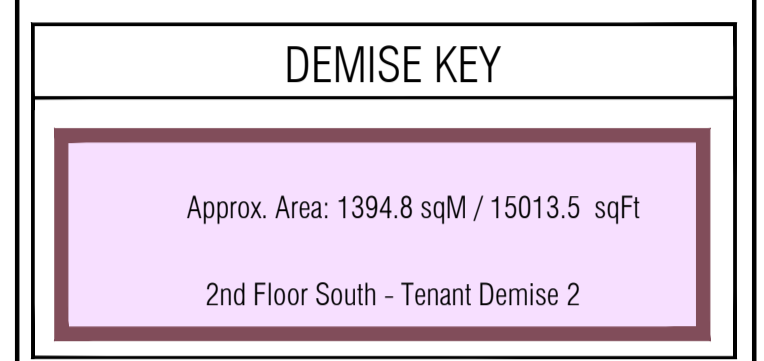 DEMISE KEY
Approx. Area: 1394.8 sqM / 15013.5 sqFt
2nd Floor South - Tenant Demise 2